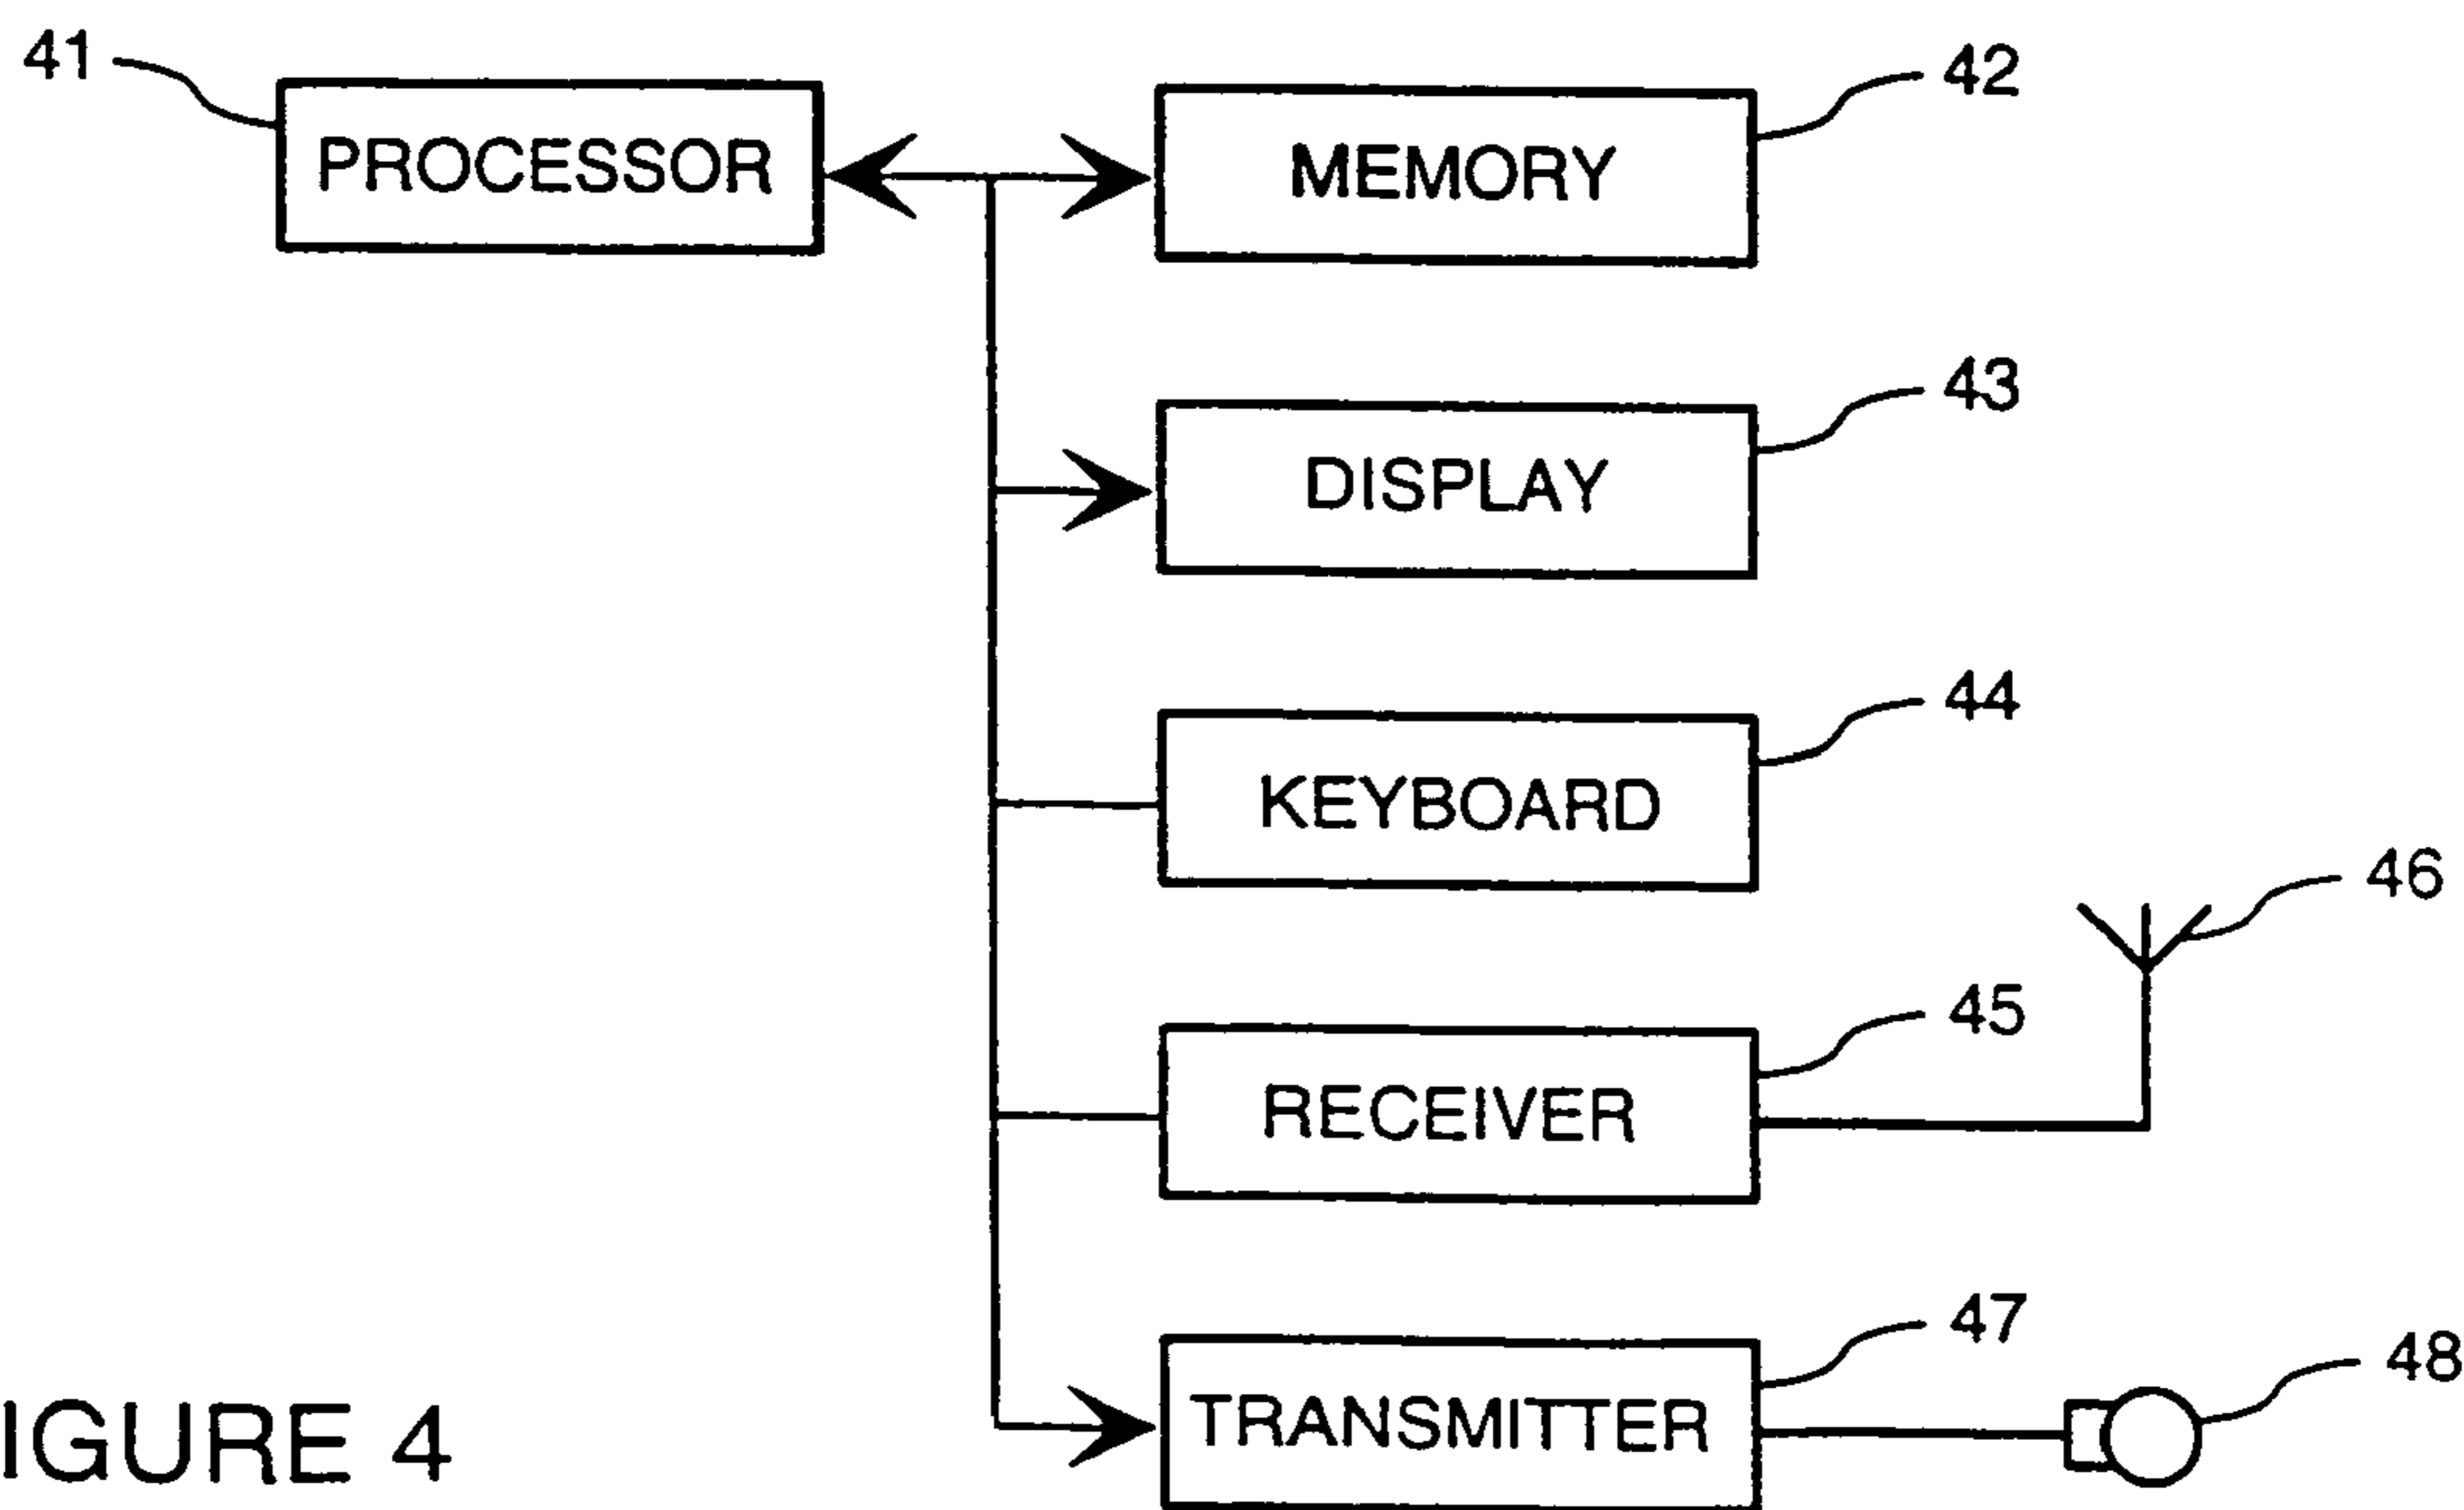 41
PROCESSOR
MEMORY
42
DISPLAY
43
KEYBOARD
44
46
RECEIVER
45
TRANSMITTER
47
48
IGURE 4